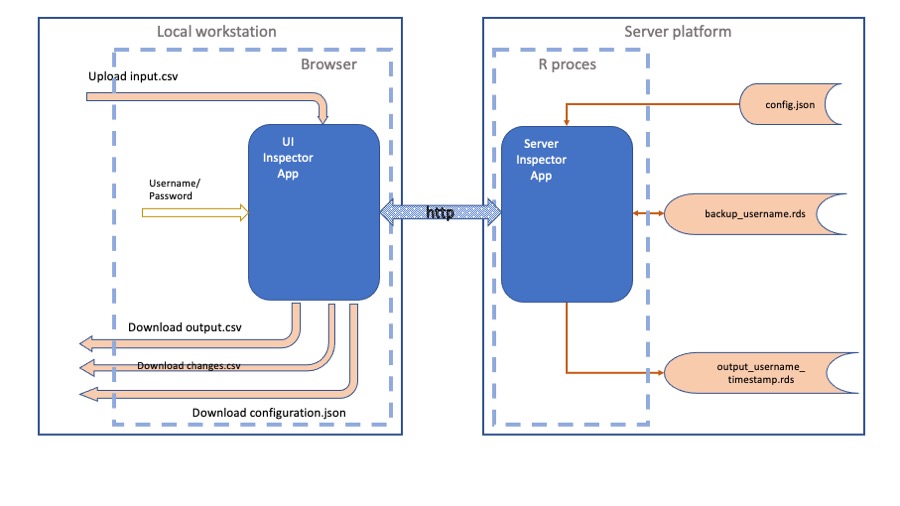 Local workstation
Browser
Upload input.csv
UI
Inspector
App
Username/
Password
Download output.csv
Download changes.csv
Download configuration.json
http
Server platform
R proces
Server
Inspector
App
config.json
backup_username.rds
output_username_
timestamp.rds